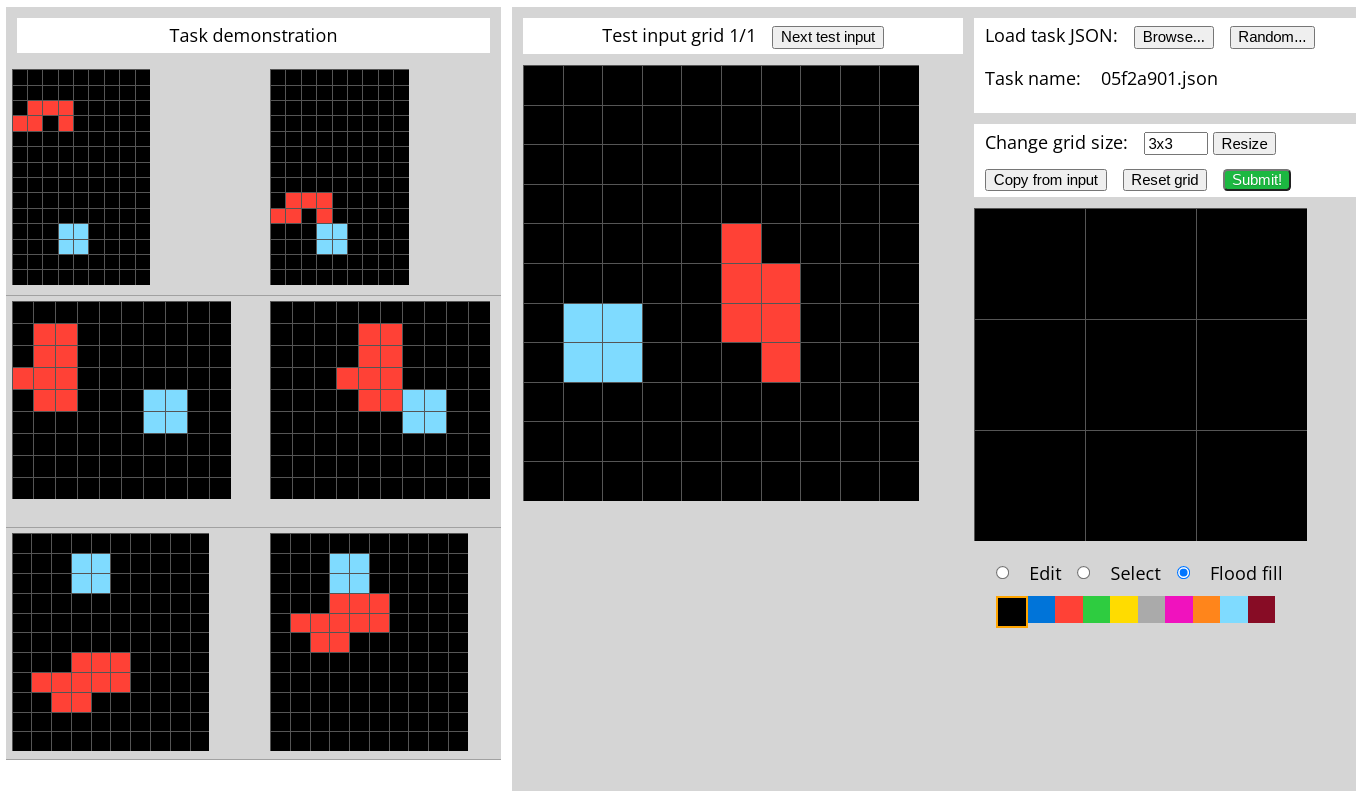 Task demonstration
Test input grid 1/1 Next test input
Load task JSON: Browse... Random...
Task name: 05f2a901.json
Change grid size: 3x3 Resize
Copy from input Reset grid Submit!
Edit Select Flood fill